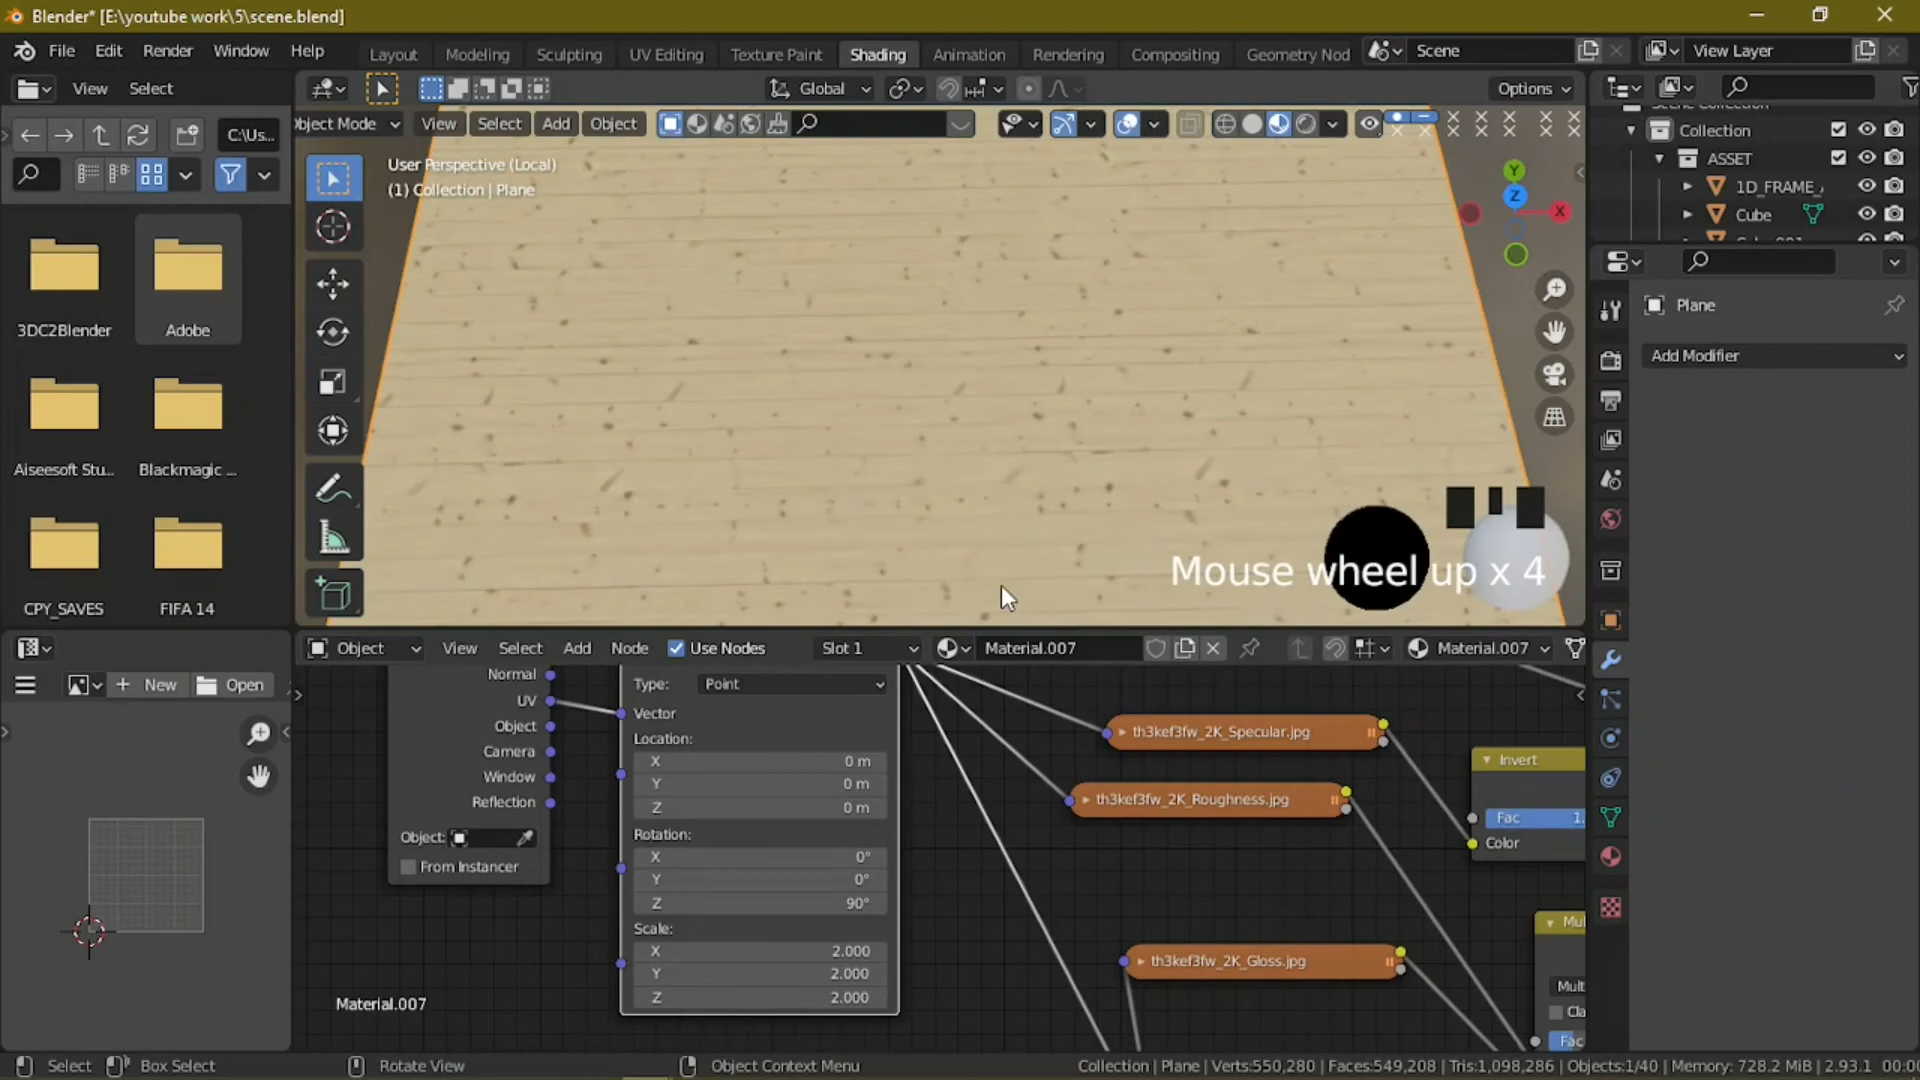 Blender* [E:\youtube work\5\scene.blend]
File Edit Render Window Help
Layout Modeling Sculpting UV Editing Texture Paint Shading Animation Rendering Compositing Geometry Nod
Scene
View Layer
View Select
Global
Options
C:\Us...
bject Mode View Select Add Object
User Perspective (Local)
(1) Collection | Plane
Y
Z
X
Collection
ASSET
1D_FRAME_
Cube
Plane
Add Modifier
3DC2Blender
Adobe
Aiseesoft Stu...
Blackmagic ...
CPY_SAVES
FIFA 14
Mouse wheel up x 4
Object View Select Add Node Use Nodes Slot 1 Material.007 Material.007
New Open
Normal
UV
Object
Camera
Window
Reflection
Object:
From Instancer
Type: Point
Vector
Location:
X 0 m
Y 0 m
Z 0 m
Rotation:
X 0°
Y 0°
Z 90°
Scale:
X 2.000
Y 2.000
Z 2.000
th3kef3fw_2K_Specular.jpg
th3kef3fw_2K_Roughness.jpg
th3kef3fw_2K_Gloss.jpg
Invert
Fac 1.
Color
Mul
Mult
Cla
Fac
Material.007
Select Box Select Rotate View Object Context Menu
Collection | Plane | Verts:550,280 | Faces:549,208 | Tris:1,098,286 | Objects:1/40 | Memory: 728.2 MiB | 2.93.1 00:0